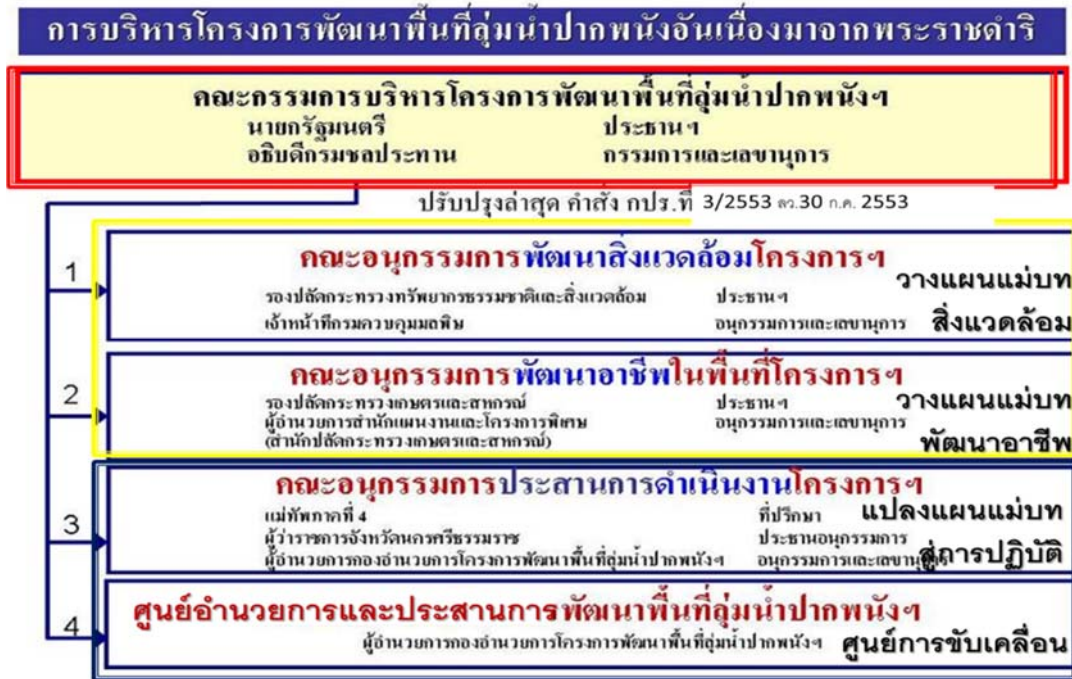 การบริหารโครงการพัฒนาพื้นที่ลุ่มน้ำปากพนังอันเนื่องมาจากพระราชดำริ
คณะกรรมการบริหารโครงการพัฒนาพื้นที่ลุ่มน้ำปากพนังฯ
นายกรัฐมนตรี ประธานฯ
อธิบดีกรมชลประทาน กรรมการและเลขานุการ
ปรับปรุงล่าสุด คำสั่ง กปร.ที่ 3/2553 ลว.30 ก.ค. 2553
1
คณะอนุกรรมการพัฒนาสิ่งแวดล้อมโครงการฯ
รองปลัดกระทรวงทรัพยากรธรรมชาติและสิ่งแวดล้อม ประธานฯ วางแผนแม่บท
เจ้าหน้าที่กรมควบคุมมลพิษ อนุกรรมการและเลขานุการ สิ่งแวดล้อม
2
คณะอนุกรรมการพัฒนาอาชีพในพื้นที่โครงการฯ
รองปลัดกระทรวงเกษตรและสหกรณ์ ประธานฯ วางแผนแม่บท
ผู้อำนวยการสำนักแผนงานและโครงการพิเศษ อนุกรรมการและเลขานุการ
(สำนักปลัดกระทรวงเกษตรและสหกรณ์) พัฒนาอาชีพ
3
คณะอนุกรรมการประสานการดำเนินงานโครงการฯ
แม่ทัพภาคที่ 4 ที่ปรึกษา แปลงแผนแม่บท
ผู้ว่าราชการจังหวัดนครศรีธรรมราช ประธานอนุกรรมการ
ผู้อำนวยการกองอำนวยการโครงการพัฒนาพื้นที่ลุ่มน้ำปากพนังฯ อนุกรรมการและเลขานุการ สู่การปฏิบัติ
4
ศูนย์อำนวยการและประสานการพัฒนาพื้นที่ลุ่มน้ำปากพนังฯ
ผู้อำนวยการกองอำนวยการโครงการพัฒนาพื้นที่ลุ่มน้ำปากพนังฯ ศูนย์การขับเคลื่อน